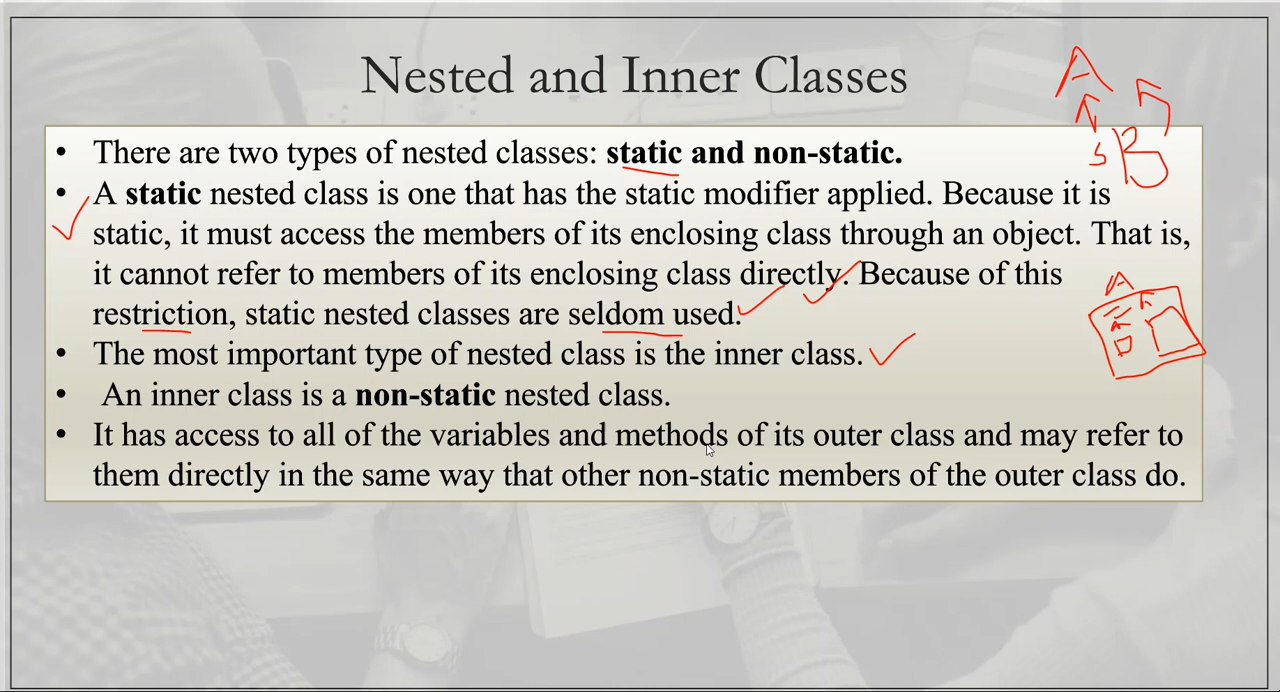 Nested and Inner Classes
• There are two types of nested classes: static and non-static.
• A static nested class is one that has the static modifier applied. Because it is
static, it must access the members of its enclosing class through an object. That is,
it cannot refer to members of its enclosing class directly. Because of this
restriction, static nested classes are seldom used.
• The most important type of nested class is the inner class.
• An inner class is a non-static nested class.
• It has access to all of the variables and methods of its outer class and may refer to
them directly in the same way that other non-static members of the outer class do.
A
S B
A